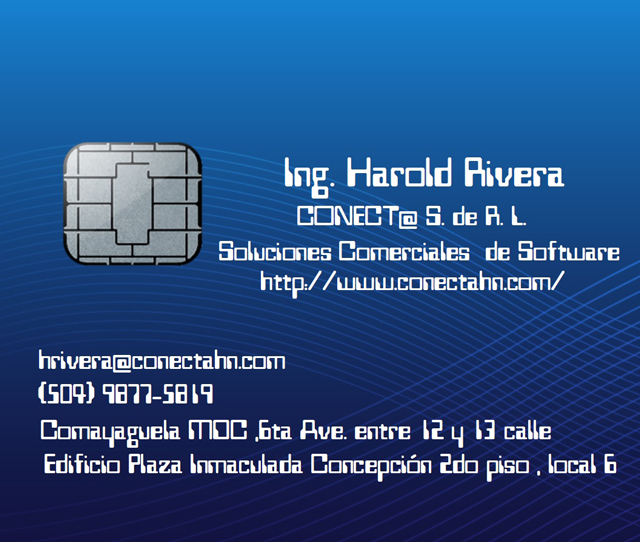 Ing. Harold Rivera
CONECT@ S. de R. L.
Soluciones Comerciales de Software
http://www.conectahn.com/
hrivera@conectahn.com
(504) 9877-5819
Comayaguela MDC ,6ta Ave. entre 12 y 13 calle
Edificio Plaza Inmaculada Concepción 2do piso , local 6